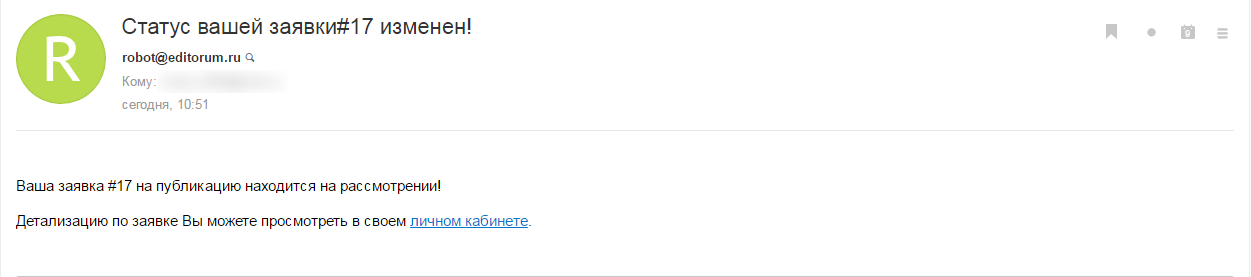 R
Статус вашей заявки#17 изменен!
robot@editorum.ru
Кому:
сегодня, 10:51
9
Ваша заявка #17 на публикацию находится на рассмотрении!
Детализацию по заявке Вы можете просмотреть в своем личном кабинете.